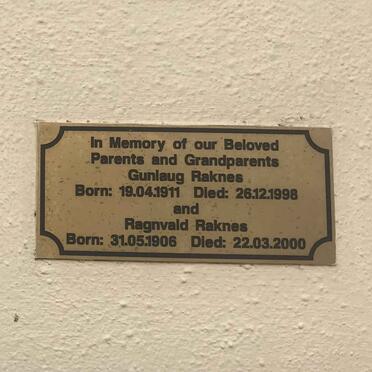 In Memory of our Beloved
Parents and Grandparents
Gunlaug Raknes
Born: 19.04.1911 Died: 26.12.1998
and
Ragnvald Raknes
Born: 31.05.1906 Died: 22.03.2000